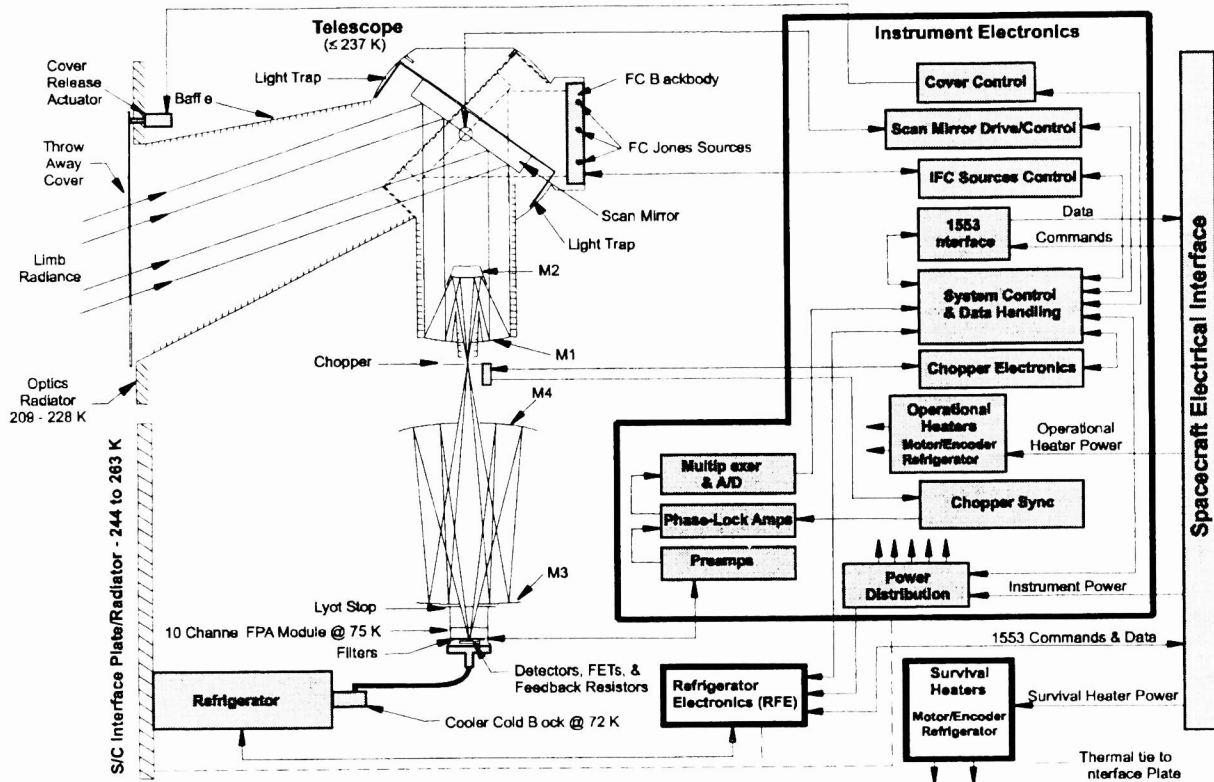 Telescope
(≤ 237 K)
Instrument Electronics
Cover
Release
Actuator
Light Trap
Baff e
FC B ackbody
FC Jones Sources
Throw
Away
Cover
Scan Mirror
Light Trap
Limb
Radiance
M2
M1
Chopper
Optics
Radiator
209 - 228 K
M4
M3
Lyot Stop
10 Channe FPA Module @ 75 K
Filters
Detectors, FETs, &
Feedback Resistors
Refrigerator
Cooler Cold B ock @ 72 K
S/C Interface Plate/Radiator - 244 to 263 K
Cover Control
Scan Mirror Drive/Control
IFC Sources Control
1553
nterface
Data
Commands
System Control
& Data Handling
Chopper Electronics
Operational
Heaters
Motor/Encoder
Refrigerator
Operational
Heater Power
Multip exer
& A/D
Chopper Sync
Phase-Lock Amps
Preamps
Power
Distribution
Instrument Power
1553 Commands & Data
Refrigerator
Electronics (RFE)
Survival
Heaters
Motor/Encoder
Refrigerator
Survival Heater Power
Thermal tie to
nterface Plate
Spacecraft Electrical Interface